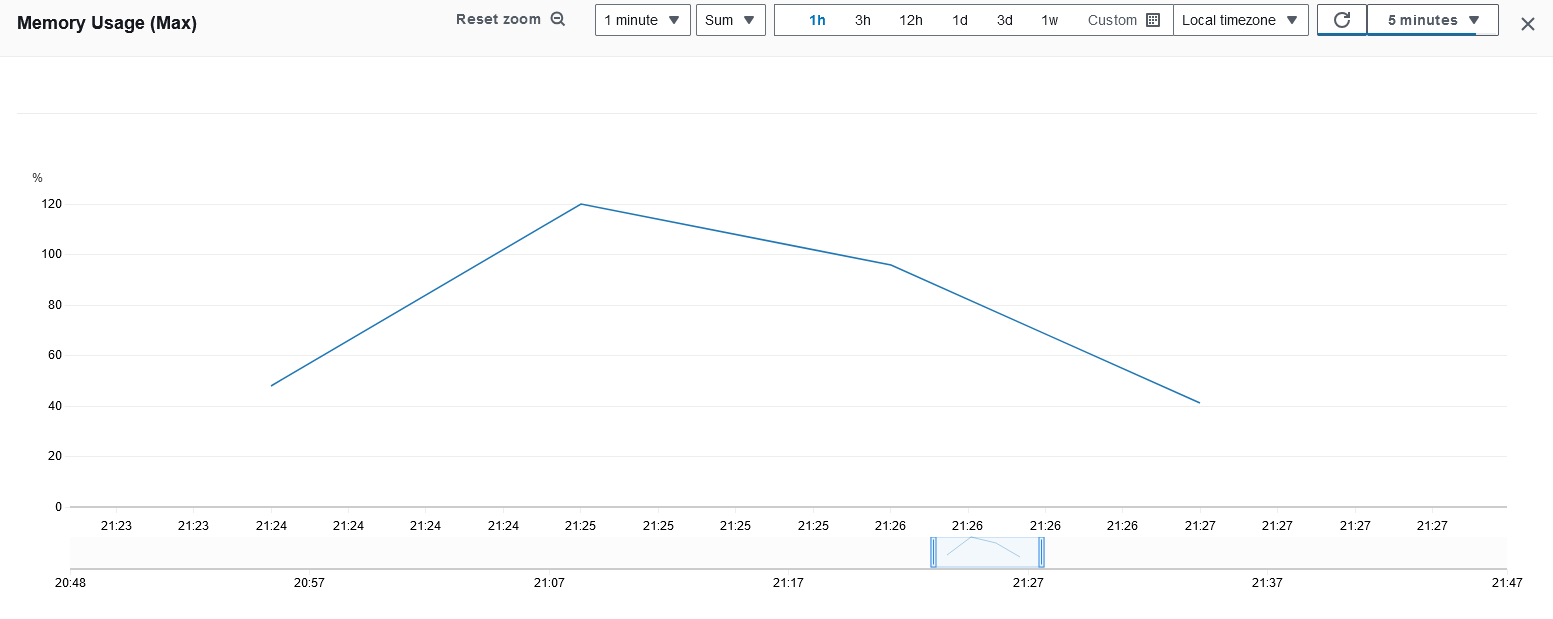 Memory Usage (Max)
Reset zoom
1 minute
Sum
1h 3h 12h 1d 3d 1w Custom
Local timezone
5 minutes
%
120
100
80
60
40
20
0
21:23 21:23 21:24 21:24 21:24 21:24 21:25 21:25 21:25 21:25 21:26 21:26 21:26 21:26 21:27 21:27 21:27 21:27
20:48 20:57 21:07 21:17 21:27 21:37 21:47